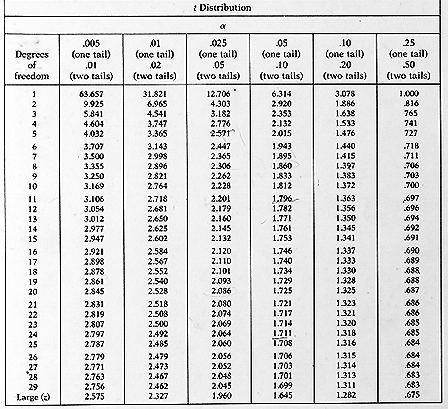 t Distribution
α
.005 .01 .025 .05 .10 .25
Degrees (one tail) (one tail) (one tail) (one tail) (one tail) (one tail)
of .01 .02 .05 .10 .20 .50
freedom (two tails) (two tails) (two tails) (two tails) (two tails) (two tails)
1 63.657 31.821 12.706 6.314 3.078 1.000
2 9.925 6.965 4.303 2.920 1.886 .816
3 5.841 4.541 3.182 2.353 1.638 .765
4 4.604 3.747 2.776 2.132 1.533 .741
5 4.032 3.365 2.571 2.015 1.476 .727
6 3.707 3.143 2.447 1.943 1.440 .718
7 3.500 2.998 2.365 1.895 1.415 .711
8 3.355 2.896 2.306 1.860 1.397 .706
9 3.250 2.821 2.262 1.833 1.383 .703
10 3.169 2.764 2.228 1.812 1.372 .700
11 3.106 2.718 2.201 1.796 1.363 .697
12 3.054 2.681 2.179 1.782 1.356 .696
13 3.012 2.650 2.160 1.771 1.350 .694
14 2.977 2.625 2.145 1.761 1.345 .692
15 2.947 2.602 2.132 1.753 1.341 .691
16 2.921 2.584 2.120 1.746 1.337 .690
17 2.898 2.567 2.110 1.740 1.333 .689
18 2.878 2.552 2.101 1.734 1.330 .688
19 2.861 2.540 2.093 1.729 1.328 .688
20 2.845 2.528 2.086 1.725 1.325 .687
21 2.831 2.518 2.080 1.721 1.323 .686
22 2.819 2.508 2.074 1.717 1.321 .686
23 2.807 2.500 2.069 1.714 1.320 .685
24 2.797 2.492 2.064 1.711 1.318 .685
25 2.787 2.485 2.060 1.708 1.316 .684
26 2.779 2.479 2.056 1.706 1.315 .684
27 2.771 2.473 2.052 1.703 1.314 .684
28 2.763 2.467 2.048 1.701 1.313 .683
29 2.756 2.462 2.045 1.699 1.311 .683
Large (z) 2.575 2.327 1.960 1.645 1.282 .675